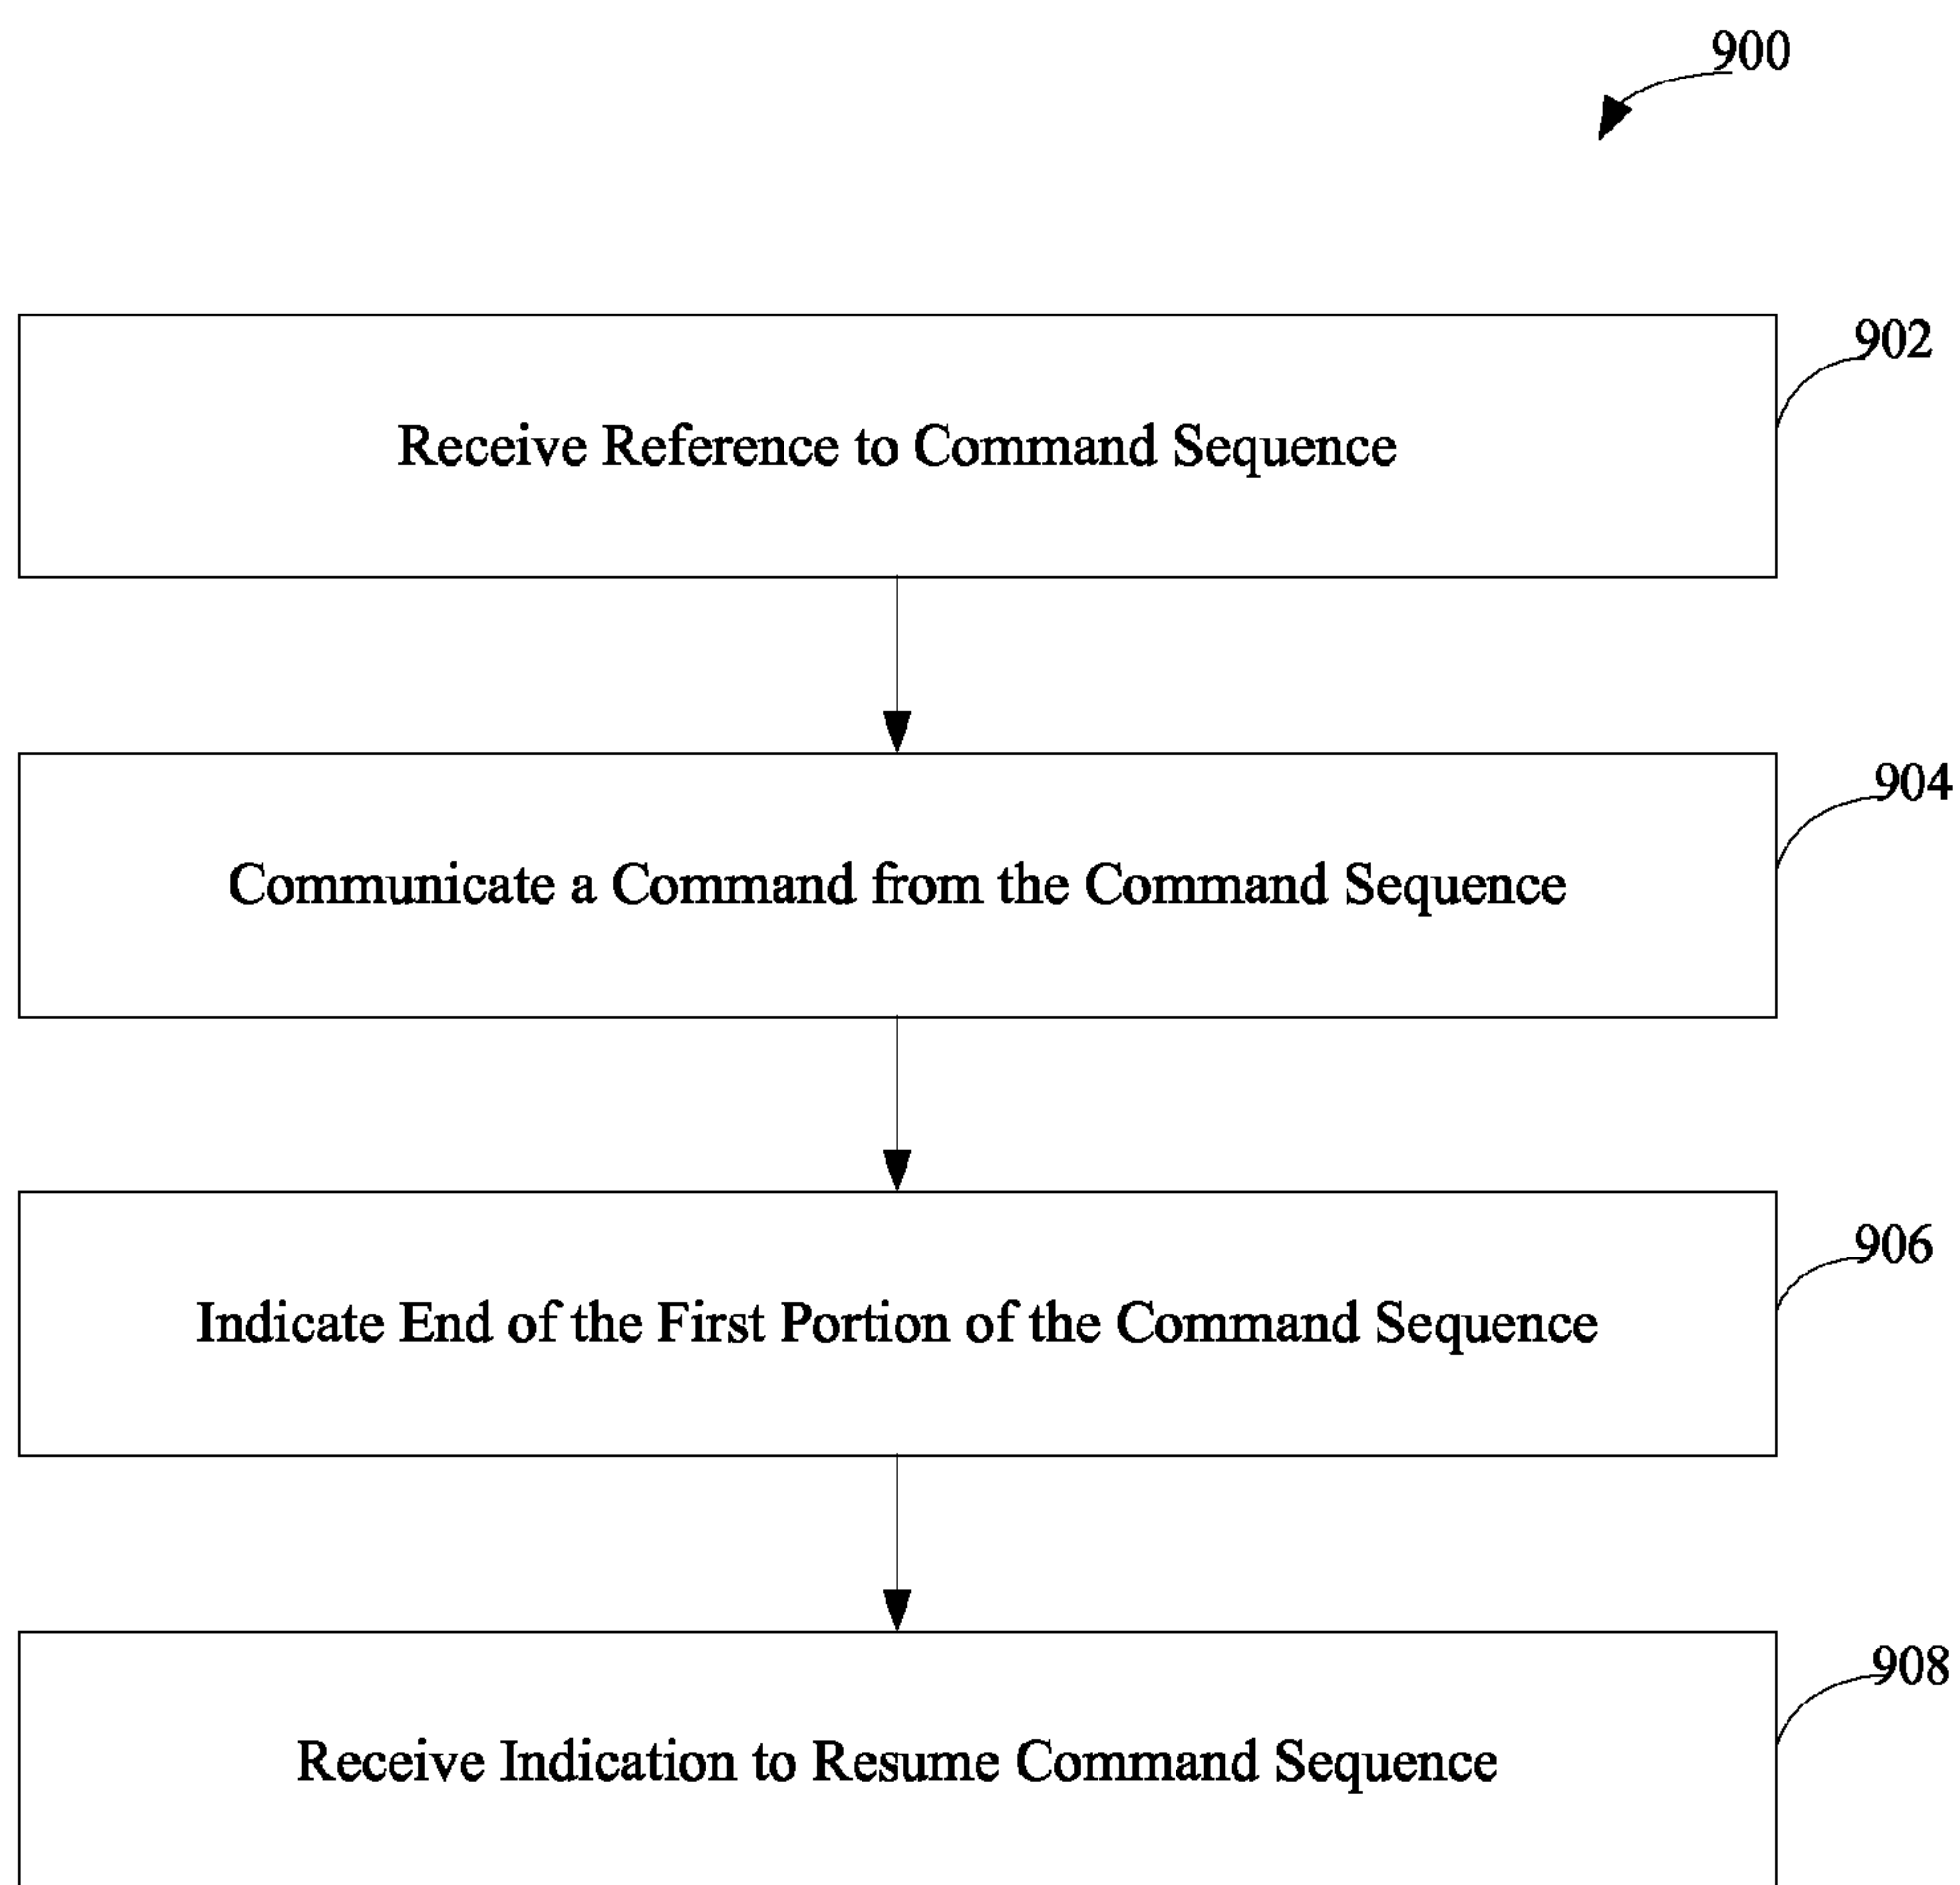 900
902
Receive Reference to Command Sequence
904
Communicate a Command from the Command Sequence
906
Indicate End of the First Portion of the Command Sequence
908
Receive Indication to Resume Command Sequence